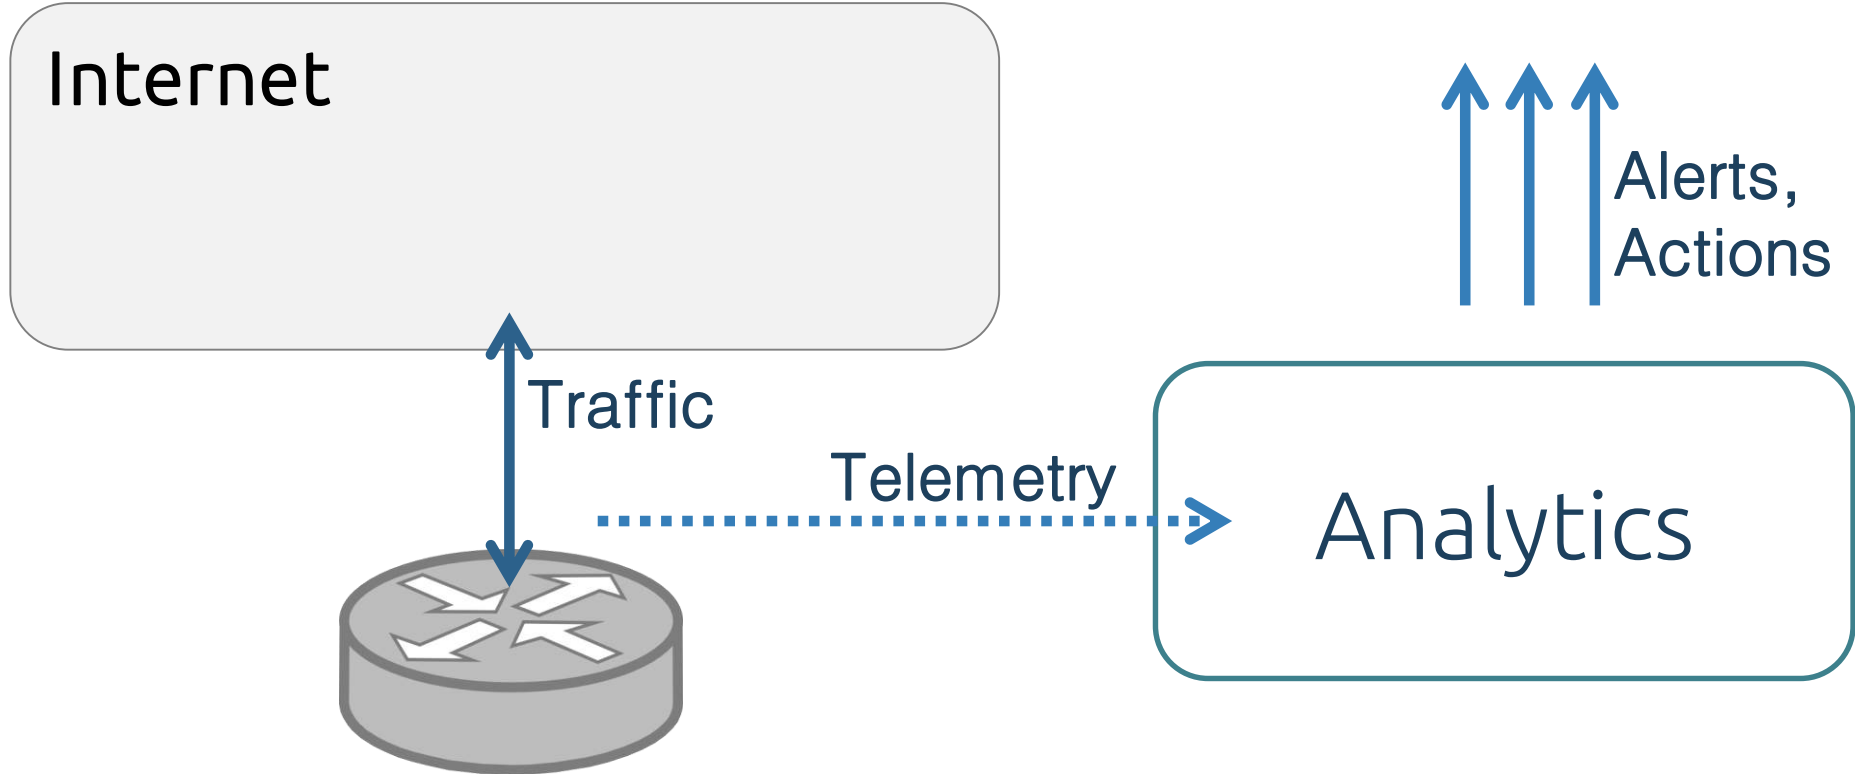 Internet
Alerts,
Actions
Traffic
Telemetry
Analytics